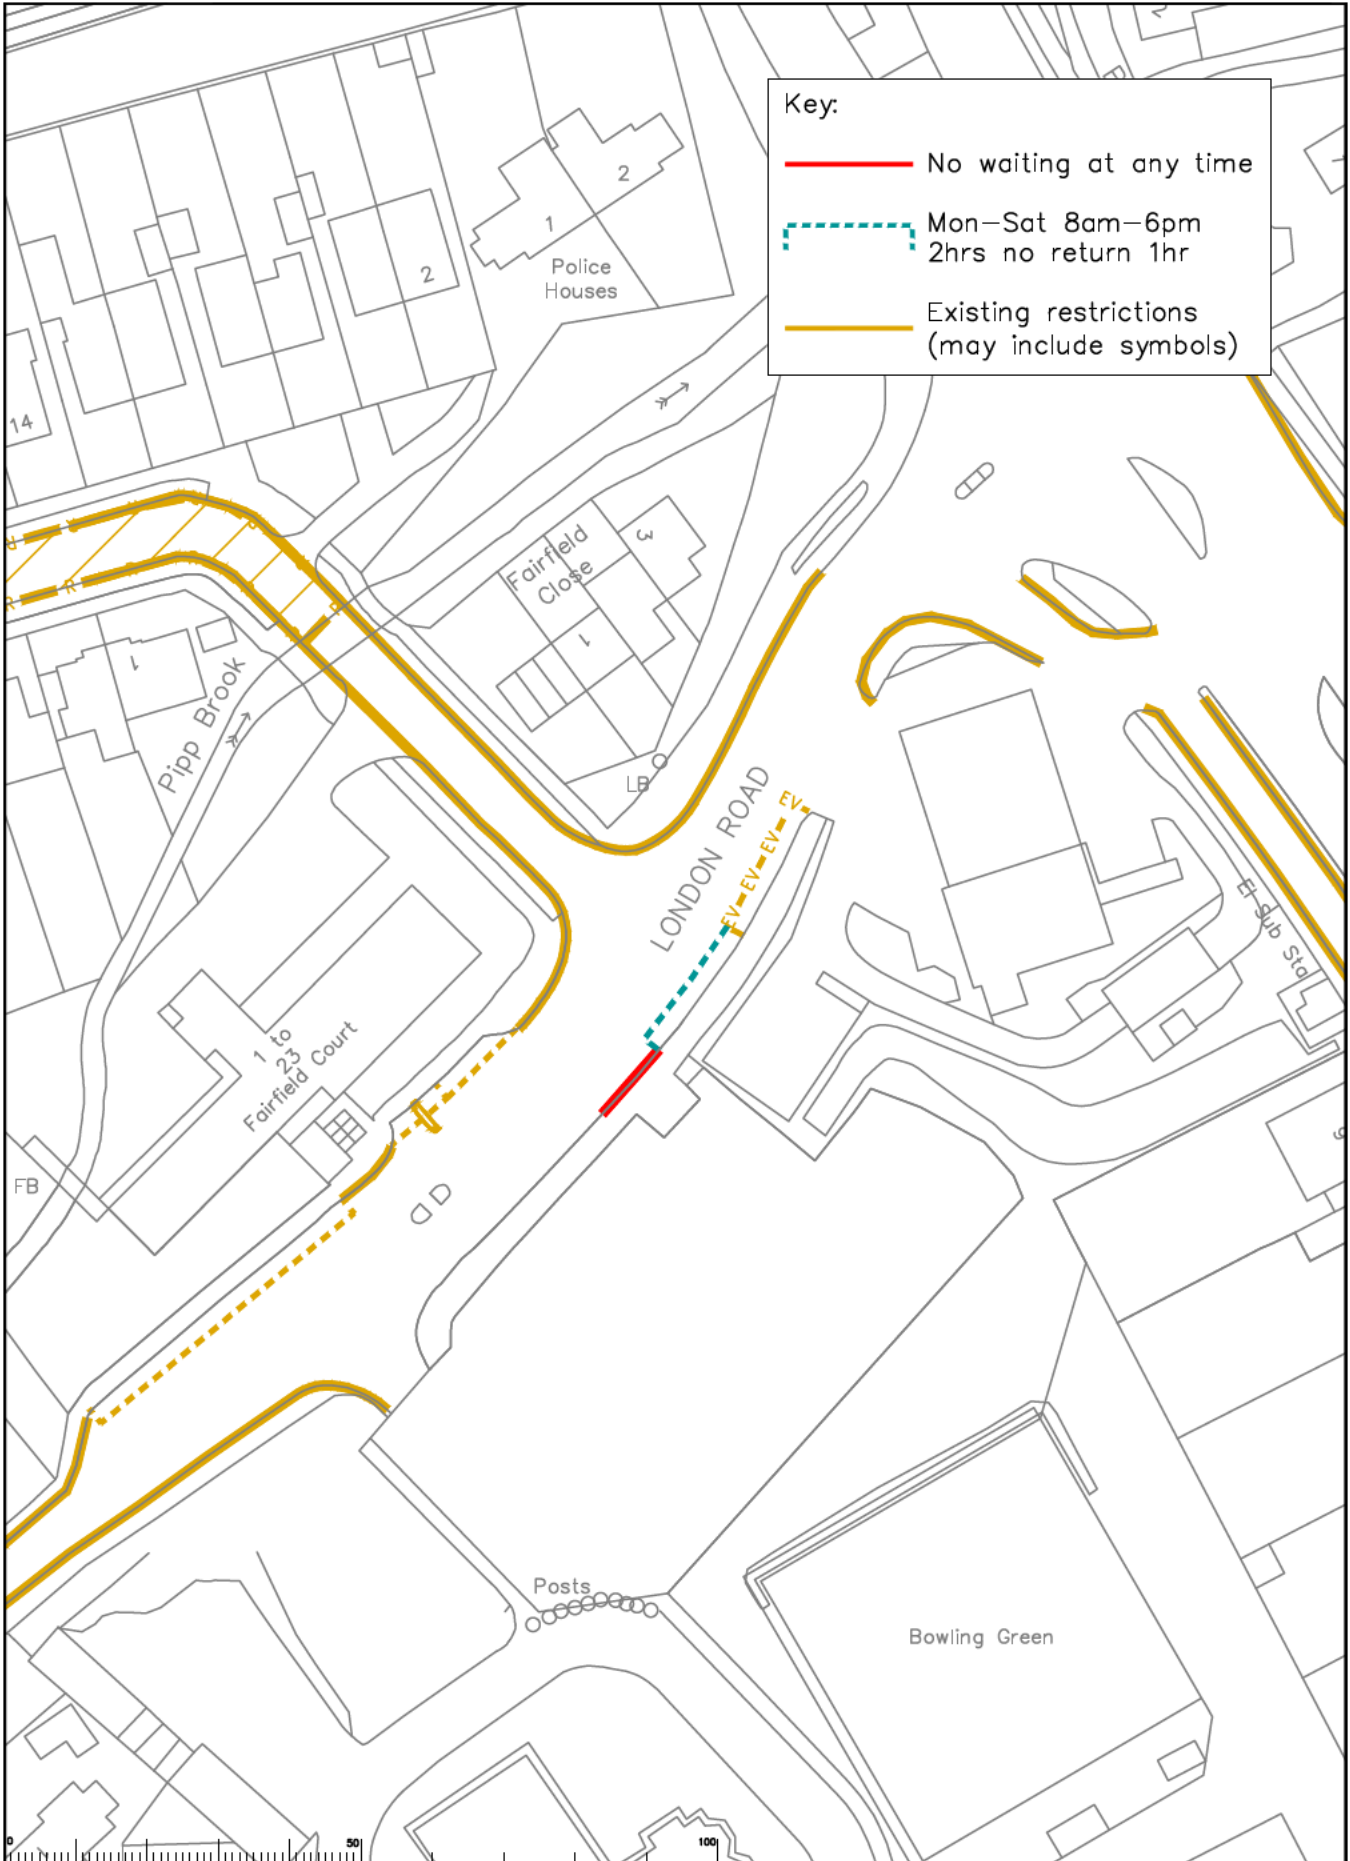 Key:
No waiting at any time
Mon-Sat 8am-6pm
2hrs no return 1hr
Existing restrictions
(may include symbols)
2
1
2
Police
Houses
14
R
R
R
Fairfield
Close
3
1
1
Pipp Brook
LB
LONDON ROAD
EV
EV
EV
EV
El Sub Sta
1 to
23
Fairfield Court
FB
9
Posts
Bowling Green
0
50
100